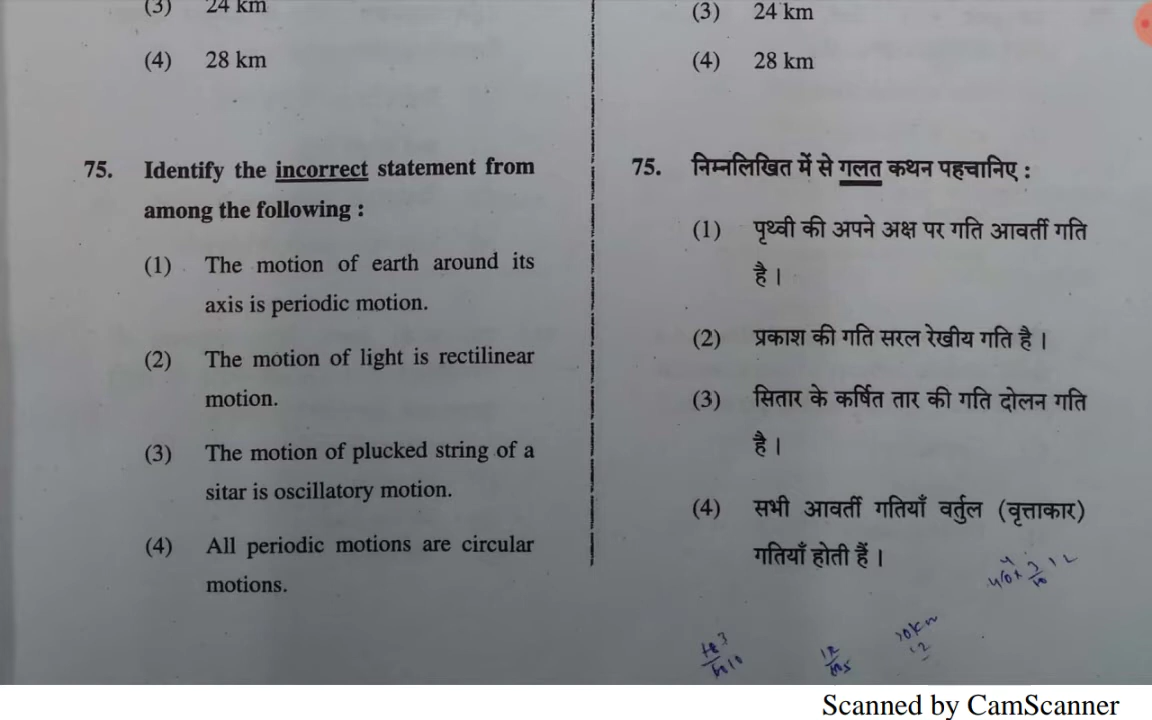 (3) 24 km
(4) 28 km
75. Identify the incorrect statement from
among the following :
(1) The motion of earth around its
axis is periodic motion.
(2) The motion of light is rectilinear
motion.
(3) The motion of plucked string of a
sitar is oscillatory motion.
(4) All periodic motions are circular
motions.
(3) 24 km
(4) 28 km
75. निम्नलिखित में से गलत कथन पहचानिए :
(1) पृथ्वी की अपने अक्ष पर गति आवर्ती गति
है ।
(2) प्रकाश की गति सरल रेखीय गति है ।
(3) सितार के कर्षित तार की गति दोलन गति
है ।
(4) सभी आवर्ती गतियाँ वर्तुल (वृत्ताकार)
गतियाँ होती हैं ।
Scanned by CamScanner